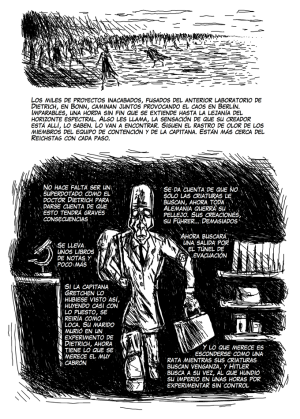 Los miles de proyectos inacabados, fugados del anterior laboratorio de
Dietrich, en Bonn, caminan juntos provocando el caos en Berlin.
Imparables, una horda sin fin que se extiende hasta la lejanía del
horizonte espectral. Algo les llama, la sensación de que su creador
está allí, lo saben. Lo van a encontrar. Siguen el rastro de olor de los
miembros del equipo de contención y de la capitana. Están más cerca del
Reichstag con cada paso.
No hace falta ser un
superdotado como el
doctor Dietrich para
darse cuenta de que
esto tendrá graves
consecuencias
Se da cuenta de que no
solo las criaturas le
buscan, ahora toda
Alemania querrá su
pellejo. Sus creaciones,
su Führer... Demasiados
Ahora buscará
una salida por
el túnel de
evacuación
Se lleva
unos libros
de notas y
poco más
Si la capitana
Gretchen lo
hubiese visto así,
huyendo casi con
lo puesto, se
reiría como
loca. Su marido
murió en un
experimento de
Dietrich, ahora
tiene lo que se
merece el muy
cabrón
Y lo que merece es
esconderse como una
rata mientras sus criaturas
buscan venganza, y Hitler
busca a su vez, al que hundió
su imperio en unas horas por
experimentar sin control